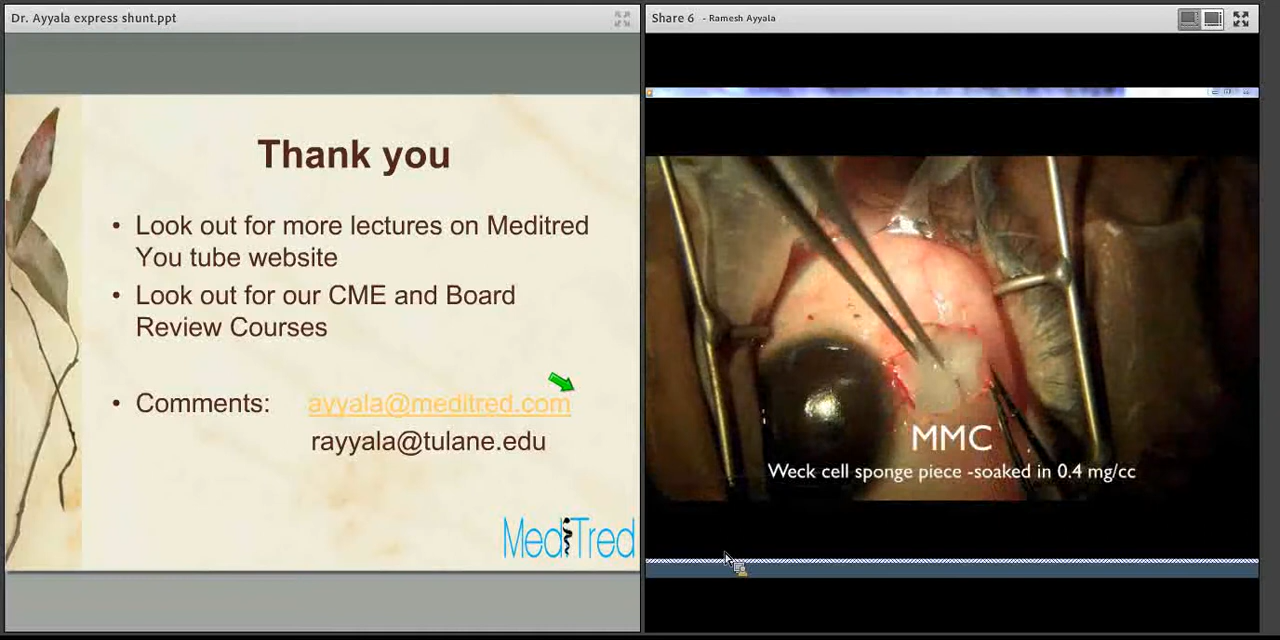 Dr. Ayyala express shunt.ppt
Thank you
• Look out for more lectures on Meditred
You tube website
• Look out for our CME and Board
Review Courses
• Comments: ayyala@meditred.com
rayyala@tulane.edu
MediTred
Share 6 - Ramesh Ayyala
MMC
Weck cell sponge piece -soaked in 0.4 mg/cc